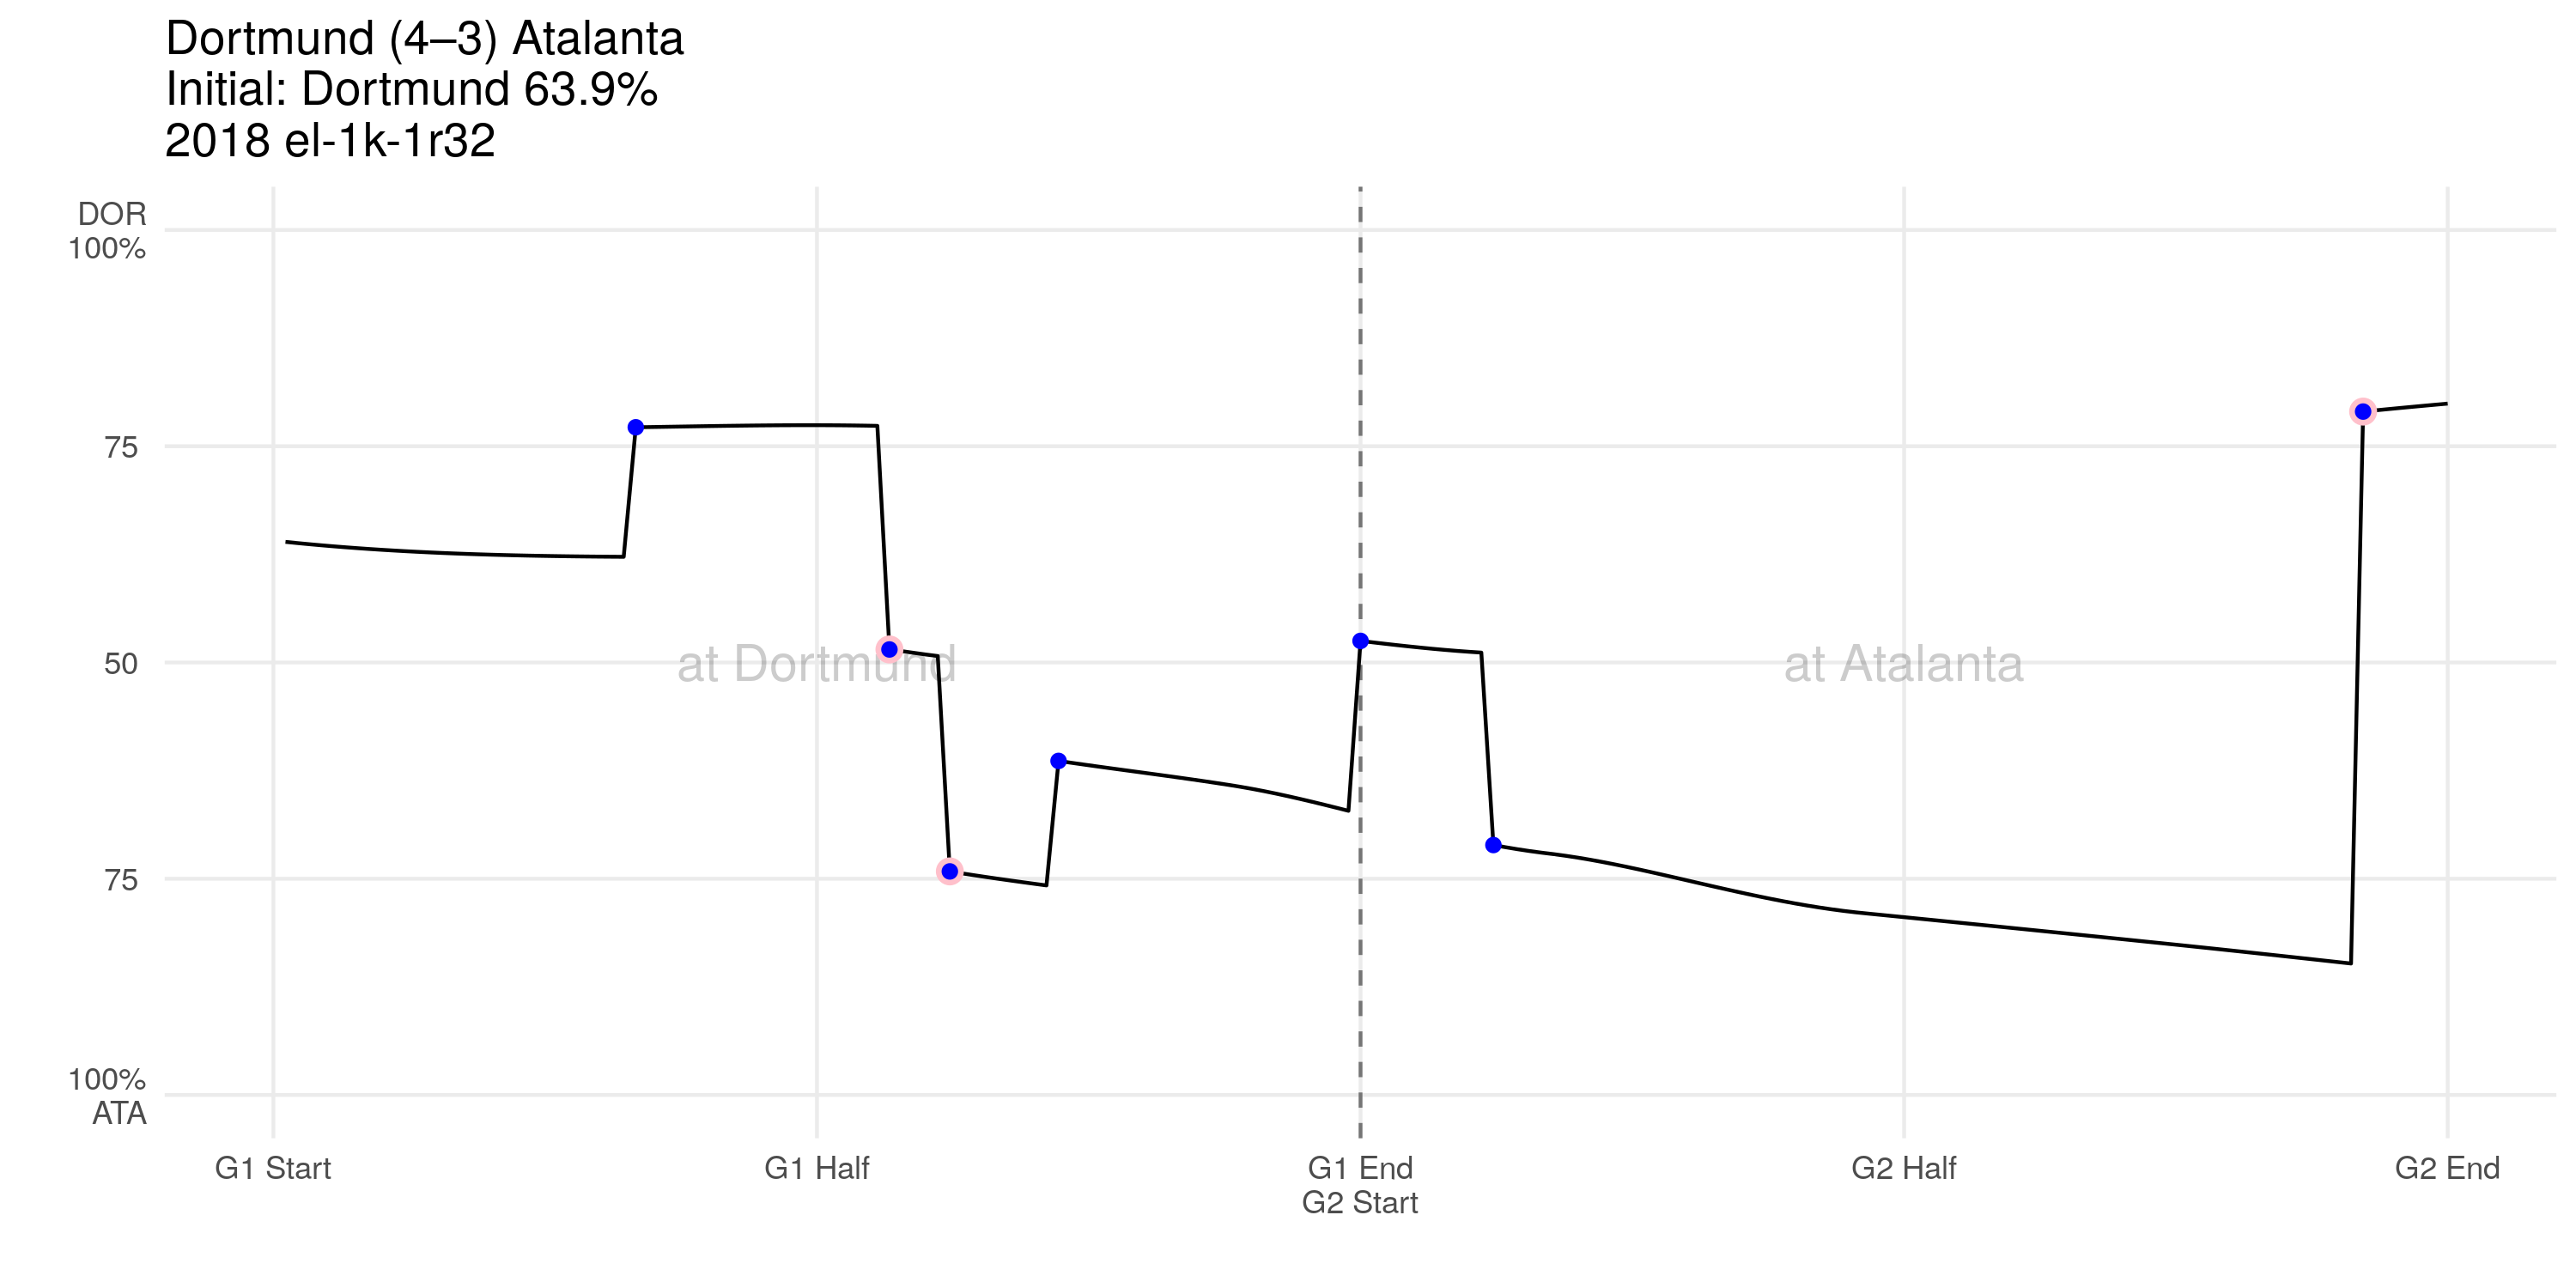 Dortmund (4–3) Atalanta
Initial: Dortmund 63.9%
2018 el-1k-1r32
DOR
100%
75
50
75
100%
ATA
at Dortmund
at Atalanta
G1 Start
G1 Half
G1 End
G2 Start
G2 Half
G2 End